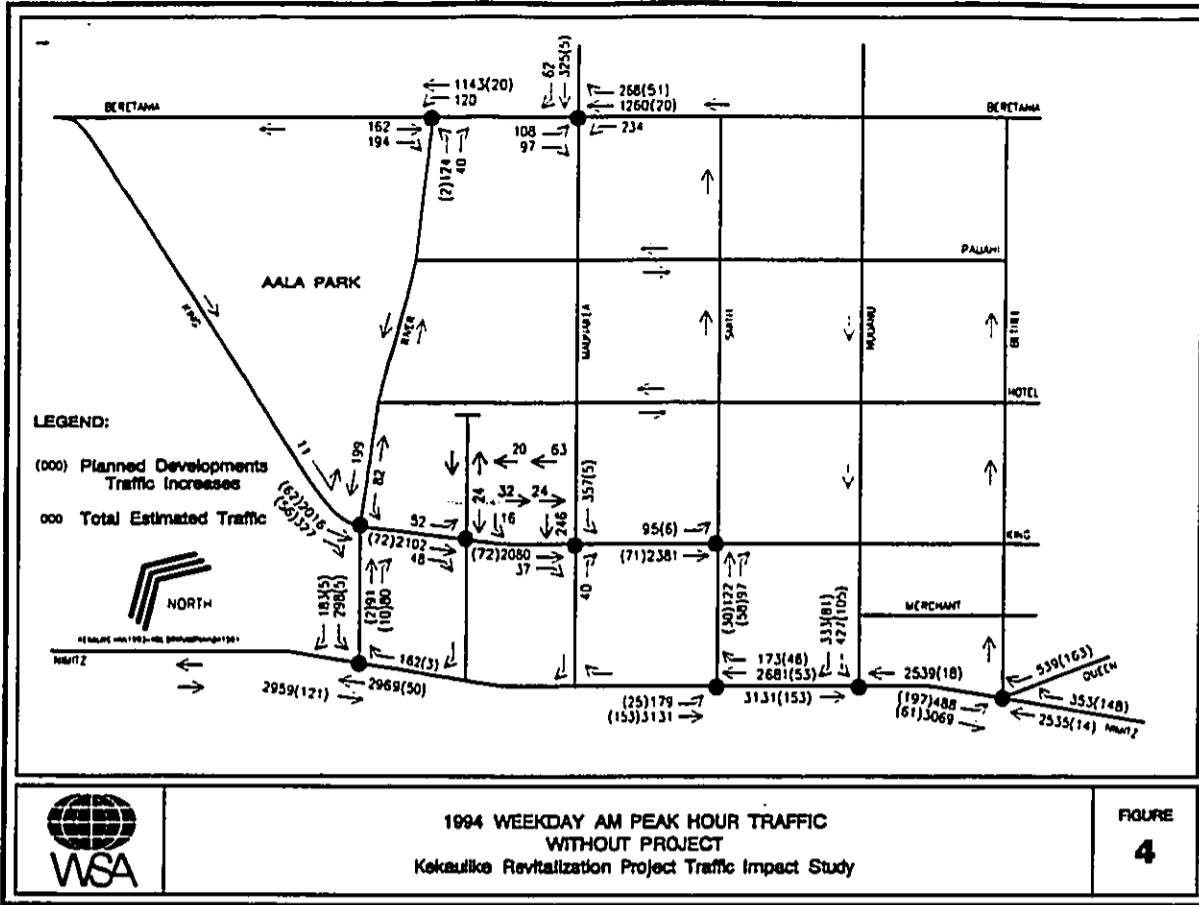 1143(20)
120
62
325(5)
268(51)
1260(20)
BERETANIA
BERETANIA
162
194
108
97
234
(2)124
40
PAUAHI
AALA PARK
KING
RIVER
MAUNAKEA
SMITH
NUUANU
BETHEL
HOTEL
LEGEND:
(000) Planned Developments
Traffic Increases
000 Total Estimated Traffic
11
199
82
20
63
24
32
24
16
246
357(5)
(62)2016
(56)327
52
(72)2102
48
(72)2080
37
95(6)
(71)2381
KING
NORTH
183(5)
298(5)
(2)91
(10)80
40
(30)122
(58)97
MERCHANT
333(81)
427(105)
NIMITZ
162(3)
2959(121)
2969(50)
173(46)
2681(53)
(25)179
(153)3131
3131(153)
2539(18)
(197)488
(61)3069
539(163)
QUEEN
353(148)
2535(14)
NIMITZ
WSA
1994 WEEKDAY AM PEAK HOUR TRAFFIC
WITHOUT PROJECT
Kekaulike Revitalization Project Traffic Impact Study
FIGURE
4